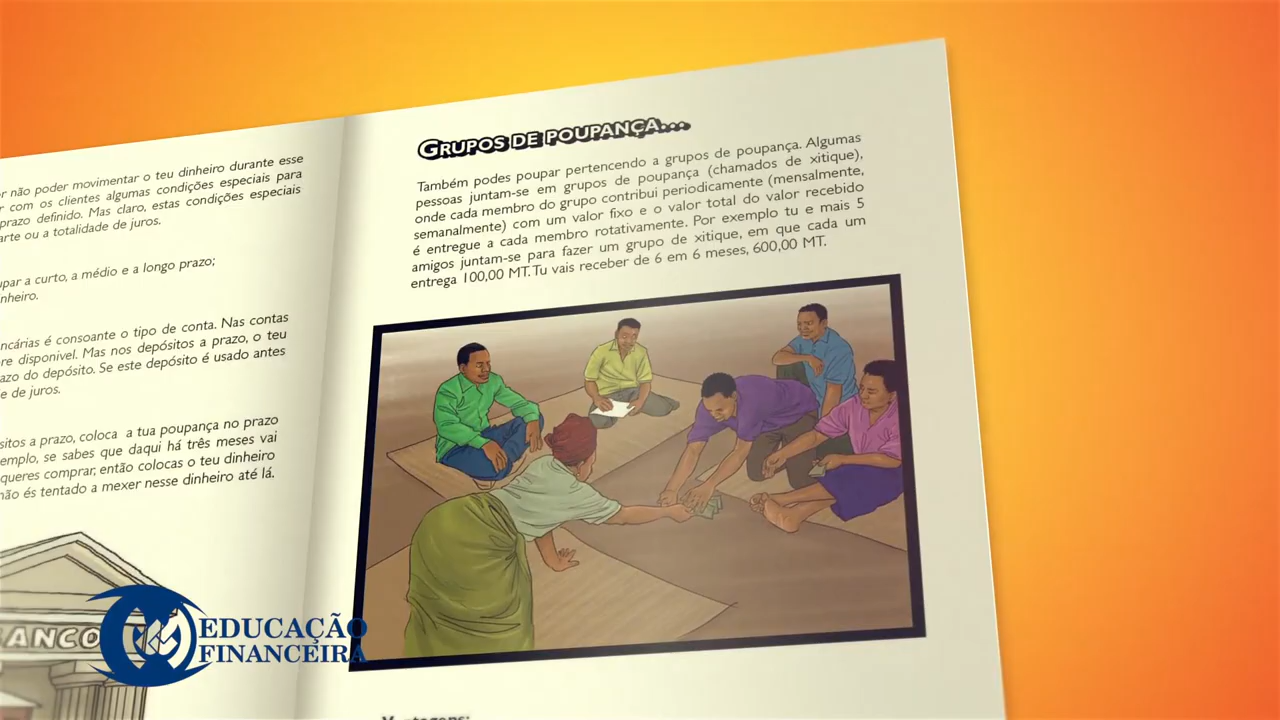 or não poder movimentar o teu dinheiro durante esse
r com os clientes algumas condições especiais para
prazo definido. Mas claro, estas condições especiais
arte ou a totalidade de juros.
upar a curto, a médio e a longo prazo;
nheiro.
ncárias é consoante o tipo de conta. Nas contas
re disponivel. Mas nos depósitos a prazo, o teu
azo do depósito. Se este depósito é usado antes
e de juros.
sitos a prazo, coloca a tua poupança no prazo
emplo, se sabes que daqui há três meses vai
queres comprar, então colocas o teu dinheiro
não és tentado a mexer nesse dinheiro até lá.
ANCO
GRUPOS DE POUPANÇA...
Também podes poupar pertencendo a grupos de poupança. Algumas
pessoas juntam-se em grupos de poupança (chamados de xitique),
onde cada membro do grupo contribui periodicamente (mensalmente,
semanalmente) com um valor fixo e o valor total do valor recebido
é entregue a cada membro rotativamente. Por exemplo tu e mais 5
amigos juntam-se para fazer um grupo de xitique, em que cada um
entrega 100,00 MT. Tu vais receber de 6 em 6 meses, 600,00 MT.
Vantagens:
EDUCAÇÃO
FINANCEIRA